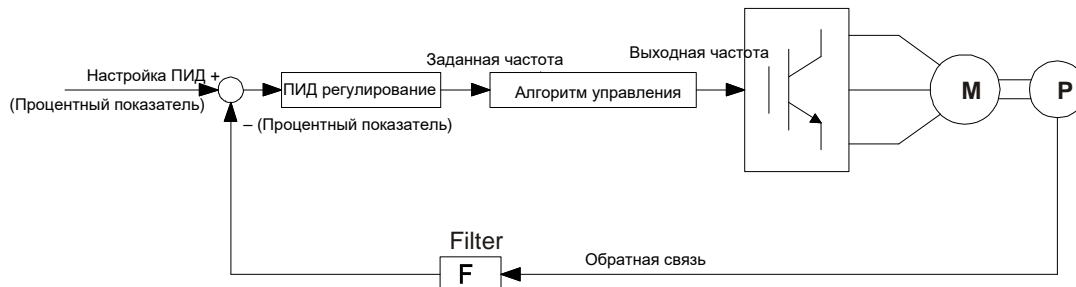 Настройка ПИД +
(Процентный показатель)
ПИД регулирование
– (Процентный показатель)
Заданная частота
Алгоритм управления
Выходная частота
M
P
Filter
F
Обратная связь